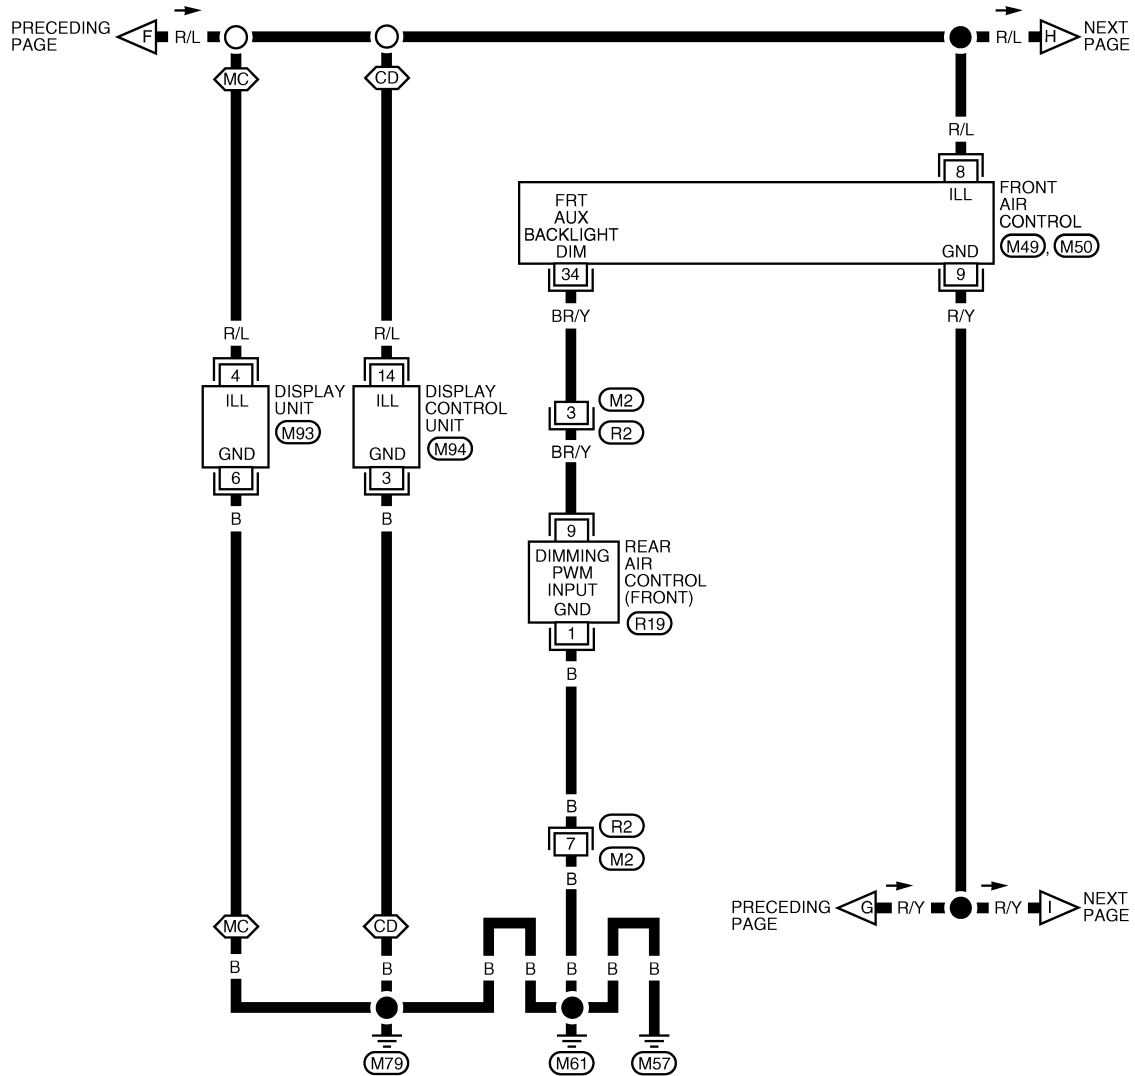 PRECEDING
PAGE
F
R/L
R/L
H
NEXT
PAGE
MC
CD
R/L
8
ILL
FRONT
AIR
CONTROL
M49, M50
FRT
AUX
BACKLIGHT
DIM
GND
34
9
BR/Y
R/Y
R/L
R/L
4
ILL
GND
6
DISPLAY
UNIT
M93
14
ILL
GND
3
DISPLAY
CONTROL
UNIT
M94
3
M2
R2
BR/Y
B
B
9
DIMMING
PWM
INPUT
GND
1
REAR
AIR
CONTROL
(FRONT)
R19
B
B
7
R2
M2
B
PRECEDING
PAGE
G
R/Y
R/Y
I
NEXT
PAGE
MC
CD
B
B
B
B
B
B
B
M79
M61
M57